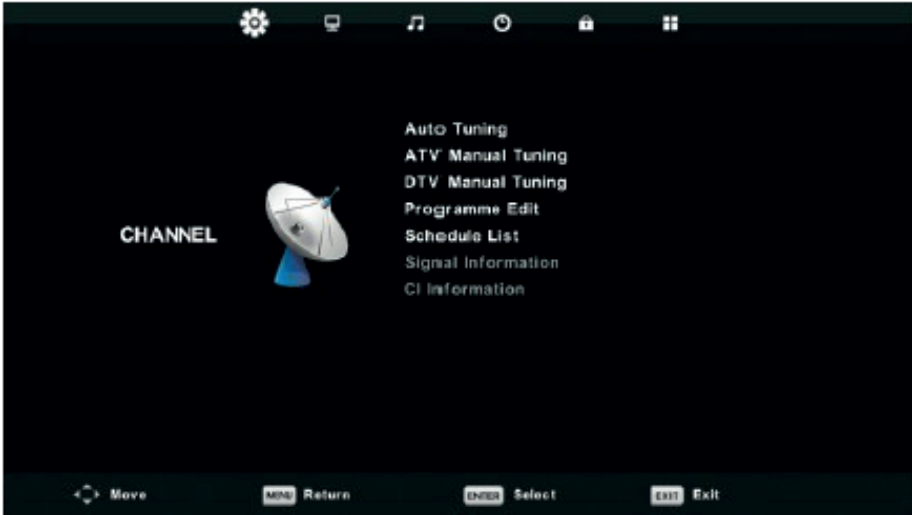 CHANNEL
Auto Tuning
ATV Manual Tuning
DTV Manual Tuning
Programme Edit
Schedule List
Signal Information
CI Information
Move MENU Return ENTER Select EXIT Exit